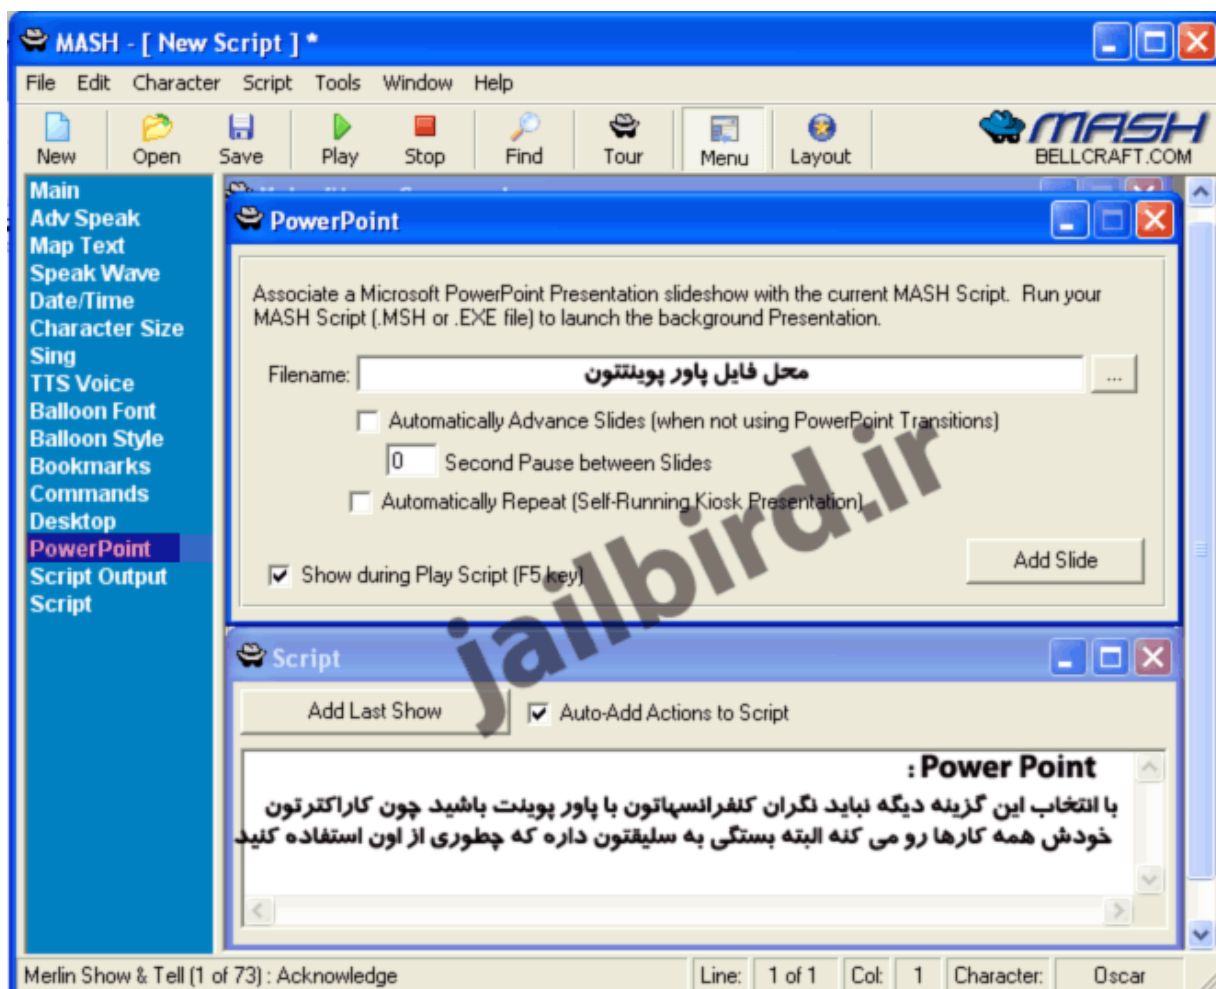 MASH - [ New Script ] *
File Edit Character Script Tools Window Help
New Open Save Play Stop Find Tour Menu Layout
MASH
BELLCRAFT.COM
Main
Adv Speak
Map Text
Speak Wave
Date/Time
Character Size
Sing
TTS Voice
Balloon Font
Balloon Style
Bookmarks
Commands
Desktop
PowerPoint
Script Output
Script
PowerPoint
Associate a Microsoft PowerPoint Presentation slideshow with the current MASH Script. Run your
MASH Script (.MSH or .EXE file) to launch the background Presentation.
Filename: محل فایل پاور پوینتتون ...
Automatically Advance Slides (when not using PowerPoint Transitions)
0 Second Pause between Slides
Automatically Repeat (Self-Running Kiosk Presentation)
Show during Play Script (F5 key)
Add Slide
jailbird.ir
Script
Add Last Show Auto-Add Actions to Script
Power Point :
با انتخاب این گزینه دیگه نباید نگران کنفرانسهاتون با پاور پوینت باشید چون کاراکترتون
خودش همه کارها رو می کنه البته بستگی به سلیقتون داره که چطوری از اون استفاده کنید
Merlin Show & Tell (1 of 73) : Acknowledge Line: 1 of 1 Col: 1 Character: Oscar